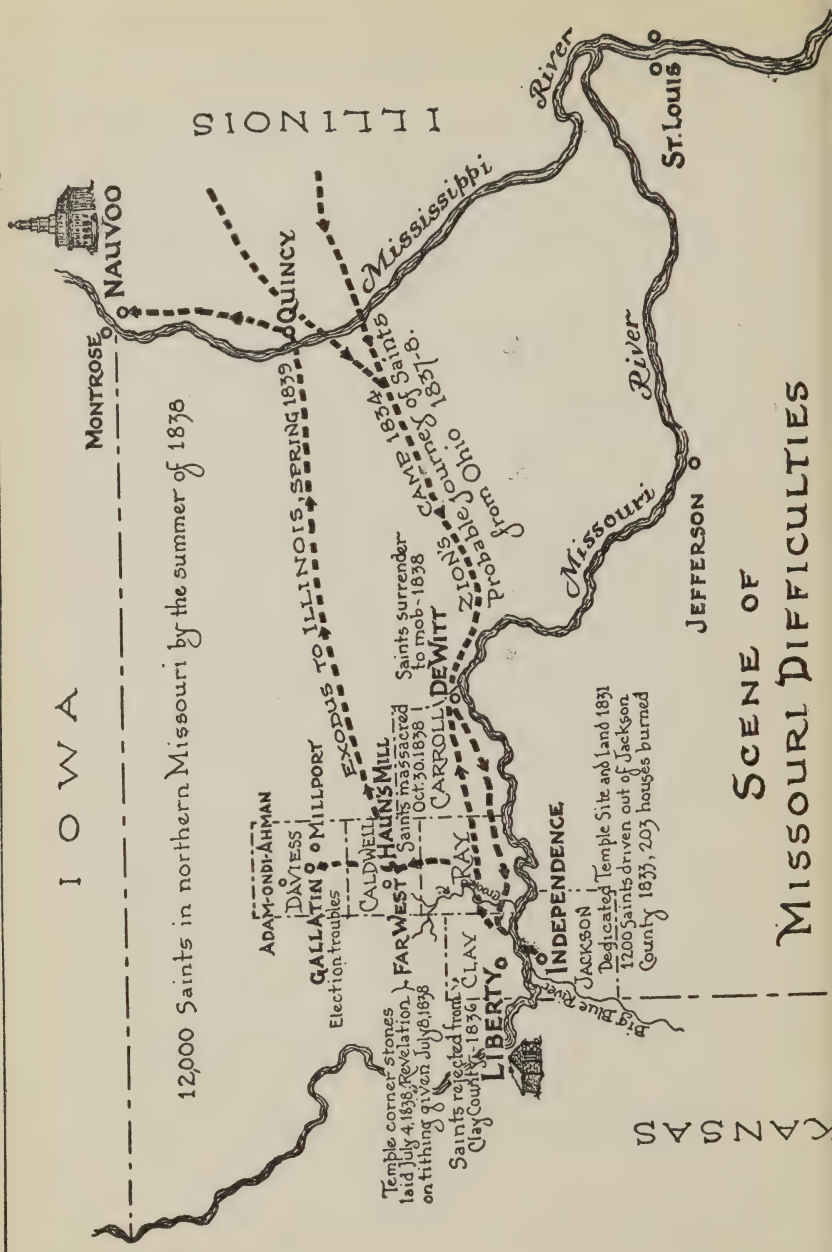 IOWA
12,000 Saints in northern Missouri by the summer of 1838
MONTROSE
NAUVOO
ILLINOIS
ADAM-ONDI-AHMAN
DAVIESS
GALLATIN
MILLPORT
Election troubles
EXODUS TO ILLINOIS, SPRING 1839
QUINCY
CALDWELL
Temple corner stones
laid July 4, 1838. Revelation
on tithing given July 8, 1838
FAR WEST
HAUN'S MILL
Saints massacred
Oct. 30. 1838
Saints surrender
to mob - 1838
CARROLL
DEWITT
ZION'S CAMP 1834
Probable Journey of Saints
from Ohio 1837-8.
Mississippi River
Saints rejected from
Clay County - 1836
CLAY
RAY
LIBERTY
INDEPENDENCE
JACKSON
Dedicated Temple Site and land 1831
1200 Saints driven out of Jackson
County 1833, 203 houses burned
Big Blue River
Missouri River
JEFFERSON
ST. LOUIS
KANSAS
SCENE OF
MISSOURI DIFFICULTIES